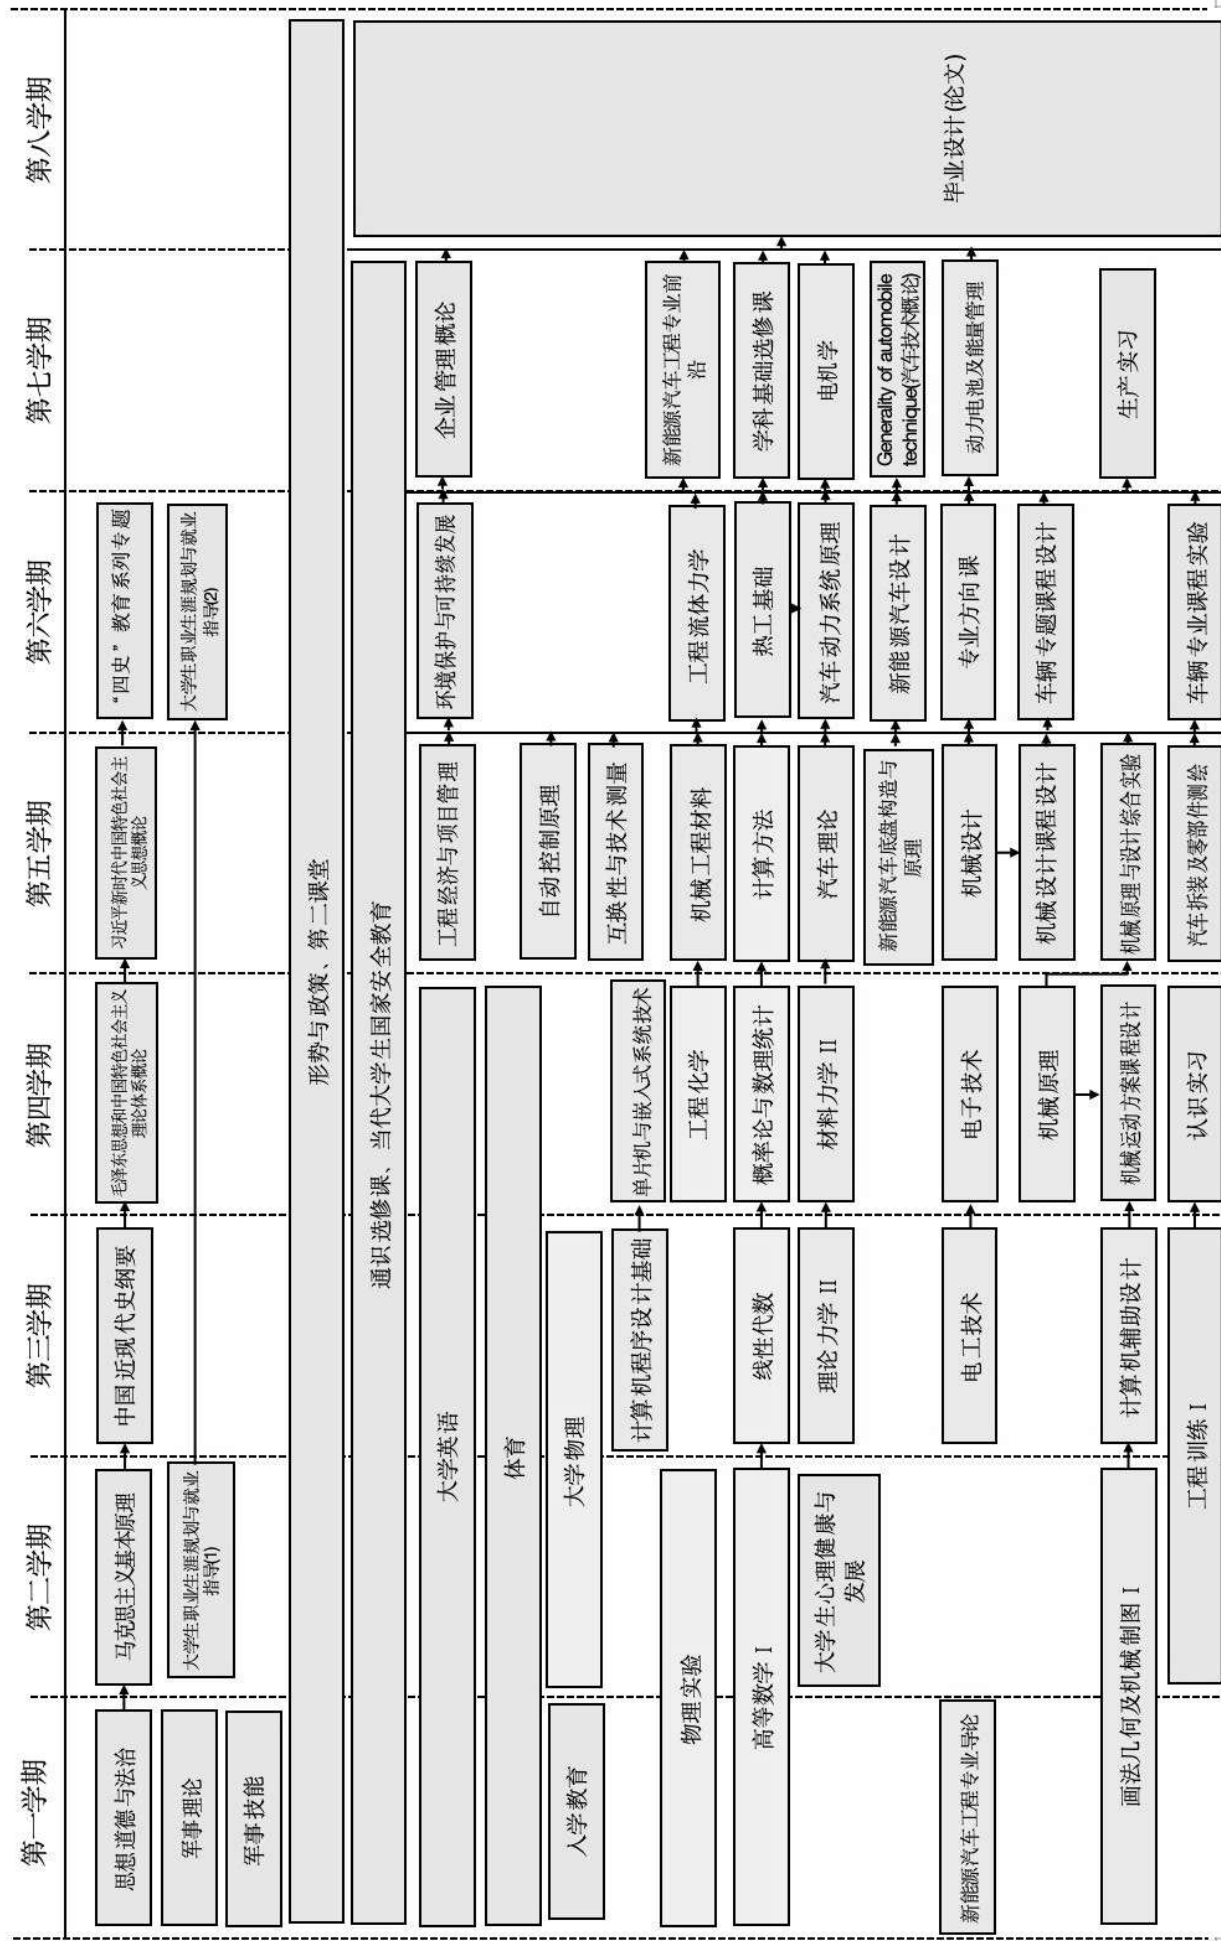 第一学期
第二学期
第三学期
第四学期
第五学期
第六学期
第七学期
第八学期
思想道德与法治
马克思主义基本原理
中国近现代史纲要
毛泽东思想和中国特色社会主义
理论体系概论
习近平新时代中国特色社会主
义思想概论
“四史”教育系列专题
军事理论
大学生职业生涯规划与就业
指导(1)
大学生职业生涯规划与就业
指导(2)
军事技能
形势与政策、第二课堂
通识选修课、当代大学生国家安全教育
毕业设计(论文)
大学英语
工程经济与项目管理
环境保护与可持续发展
企业管理概论
体育
自动控制原理
入学教育
大学物理
互换性与技术测量
计算机程序设计基础
单片机与嵌入式系统技术
物理实验
工程化学
机械工程材料
工程流体力学
新能源汽车工程专业前
沿
高等数学 I
线性代数
概率论与数理统计
计算方法
热工基础
学科基础选修课
大学生心理健康与
发展
理论力学 II
材料力学 II
汽车理论
汽车动力系统原理
电机学
新能源汽车底盘构造与
原理
新能源汽车设计
Generality of automobile
technique(汽车技术概论)
新能源汽车工程专业导论
电工技术
电子技术
机械设计
专业方向课
动力电池及能量管理
机械原理
机械设计课程设计
车辆专题课程设计
画法几何及机械制图 I
计算机辅助设计
机械运动方案课程设计
机械原理与设计综合实验
生产实习
工程训练 I
认识实习
汽车拆装及零部件测绘
车辆专业课程实验